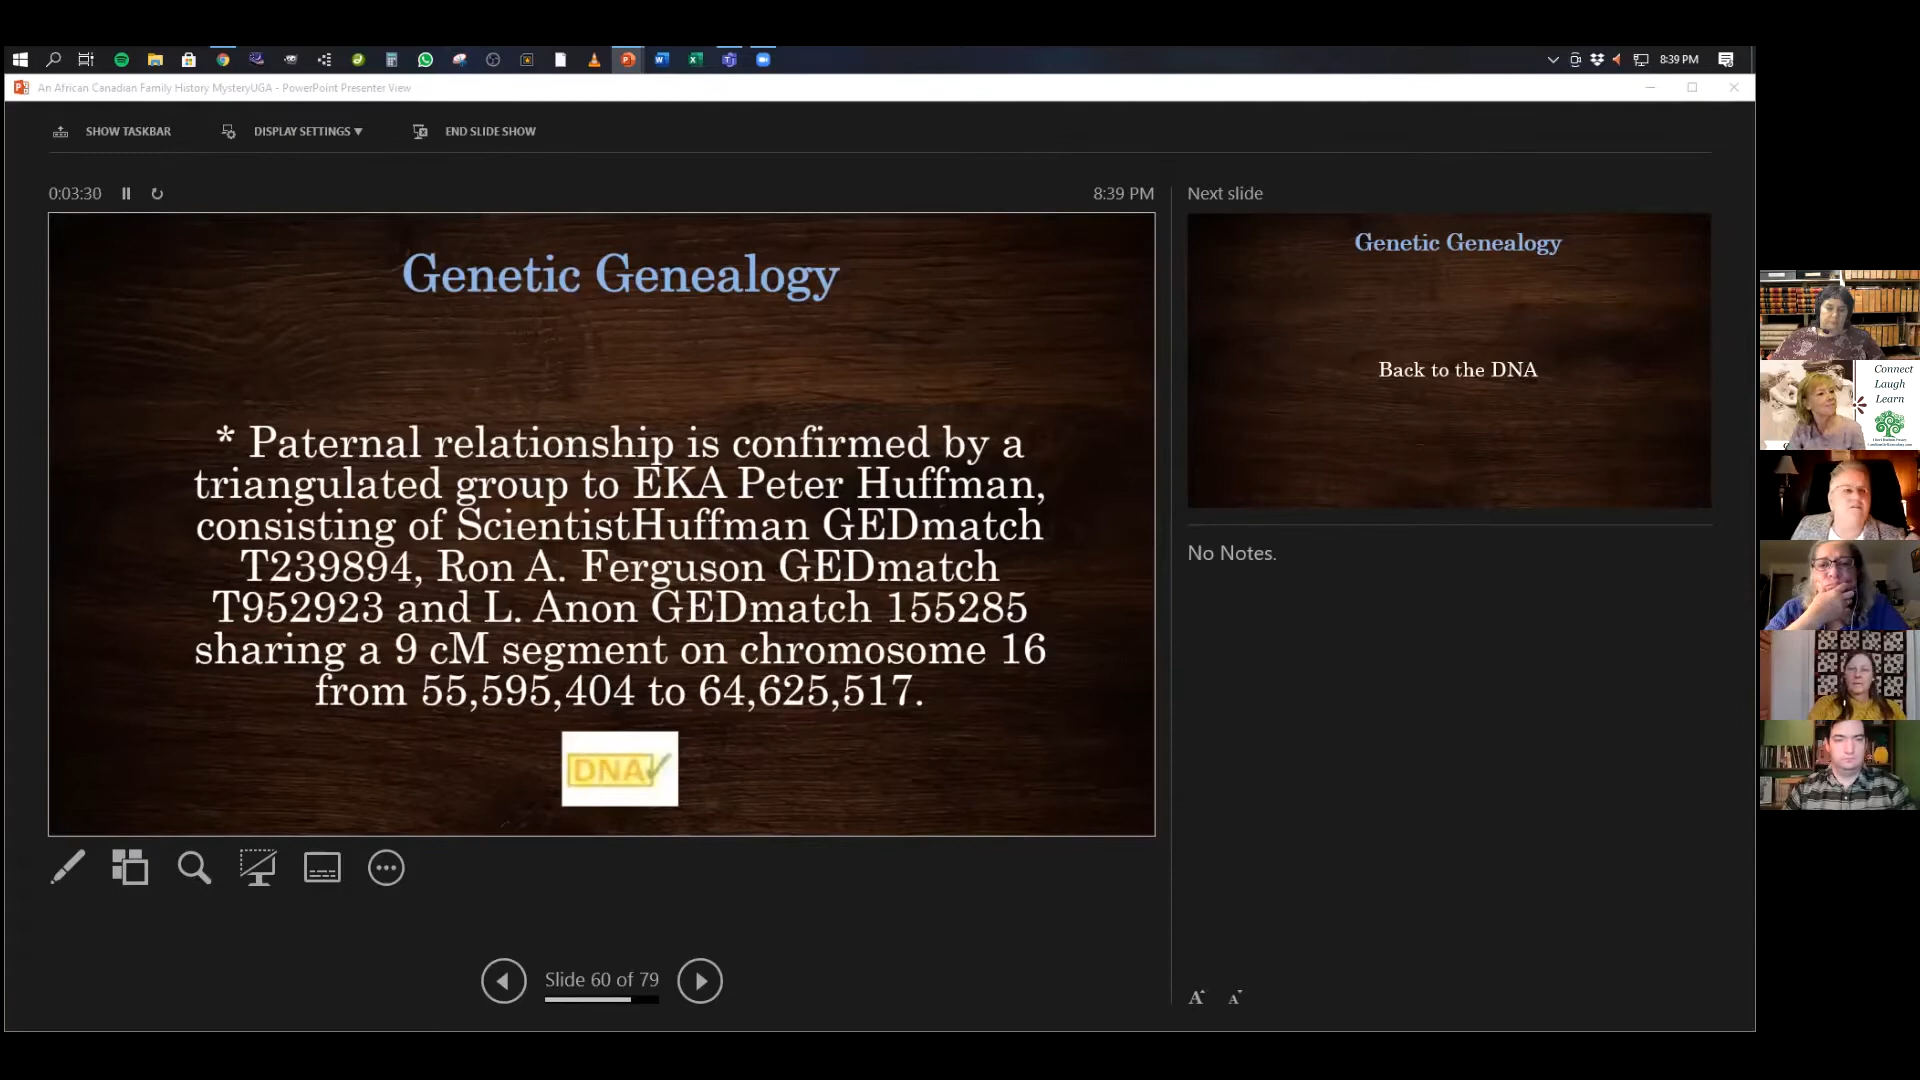 8:39 PM
An African Canadian Family History MysteryUGA - PowerPoint Presenter View
SHOW TASKBAR
DISPLAY SETTINGS ▼
END SLIDE SHOW
0:03:30
8:39 PM
Genetic Genealogy
* Paternal relationship is confirmed by a
triangulated group to EKA Peter Huffman,
consisting of ScientistHuffman GEDmatch
T239894, Ron A. Ferguson GEDmatch
T952923 and L. Anon GEDmatch 155285
sharing a 9 cM segment on chromosome 16
from 55,595,404 to 64,625,517.
DNA
Slide 60 of 79
Next slide
Genetic Genealogy
Back to the DNA
No Notes.
A A
Connect
Laugh
Learn